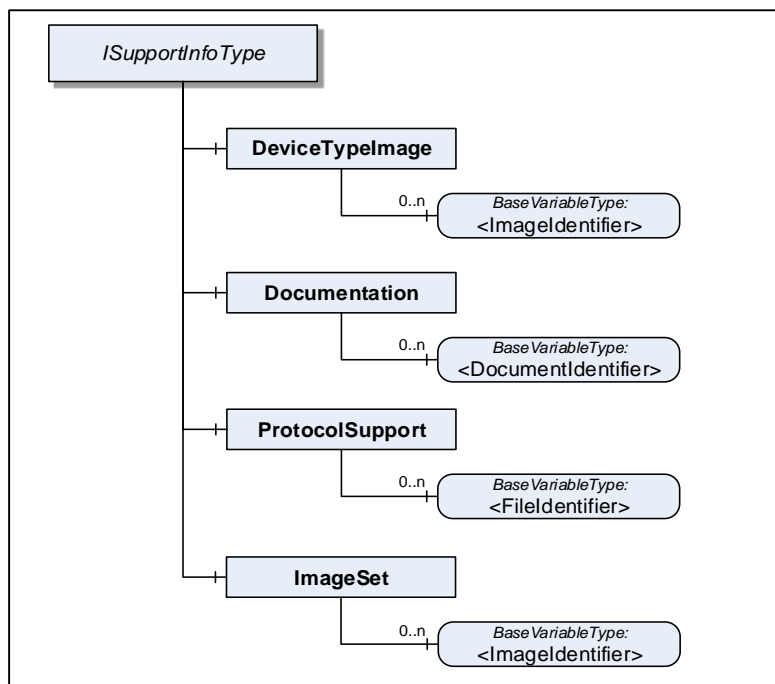 ISupportInfoType
DeviceTypeImage
0..n
BaseVariableType:
<ImageIdentifier>
Documentation
0..n
BaseVariableType:
<DocumentIdentifier>
ProtocolSupport
0..n
BaseVariableType:
<FileIdentifier>
ImageSet
0..n
BaseVariableType:
<ImageIdentifier>